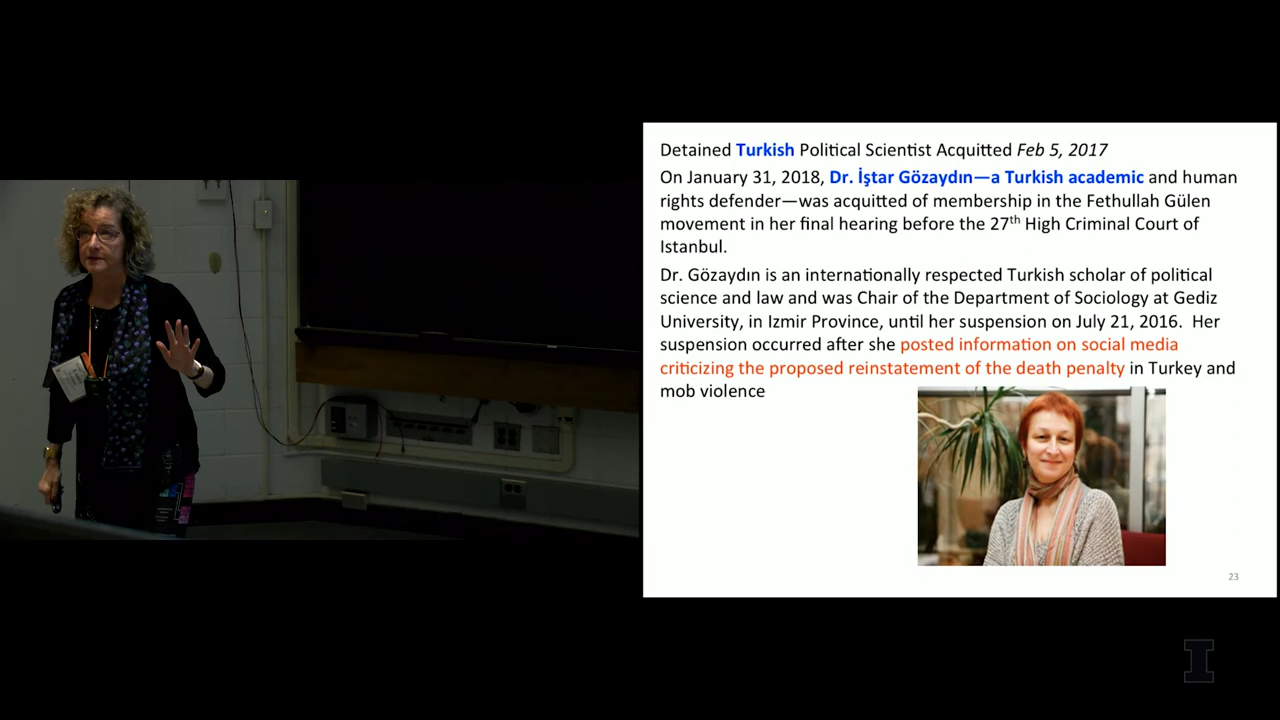 Detained Turkish Political Scientist Acquitted Feb 5, 2017
On January 31, 2018, Dr. İştar Gözaydın—a Turkish academic and human
rights defender—was acquitted of membership in the Fethullah Gülen
movement in her final hearing before the 27th High Criminal Court of
Istanbul.
Dr. Gözaydın is an internationally respected Turkish scholar of political
science and law and was Chair of the Department of Sociology at Gediz
University, in Izmir Province, until her suspension on July 21, 2016. Her
suspension occurred after she posted information on social media
criticizing the proposed reinstatement of the death penalty in Turkey and
mob violence
23
I